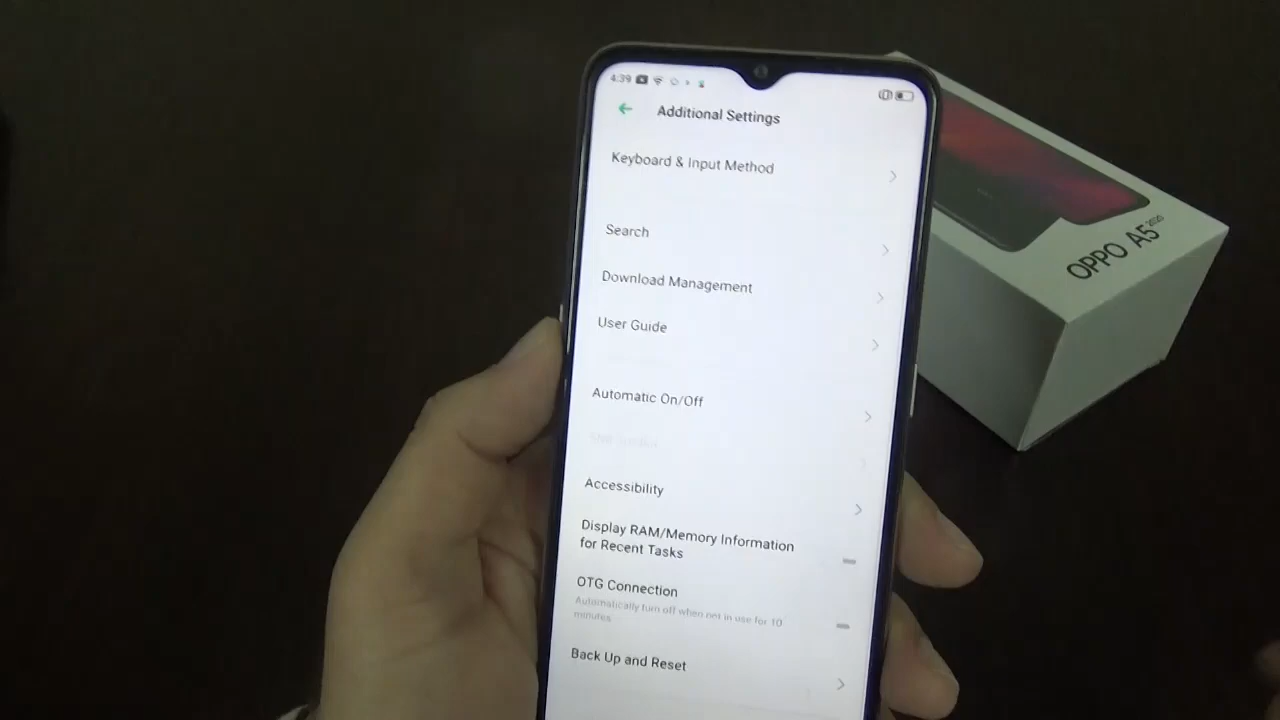 4:39
Additional Settings
Keyboard & Input Method
Search
Download Management
User Guide
Automatic On/Off
Accessibility
Display RAM/Memory Information
for Recent Tasks
OTG Connection
Automatically turn off when not in use for 10
minutes
Back Up and Reset
OPPO A5 2020